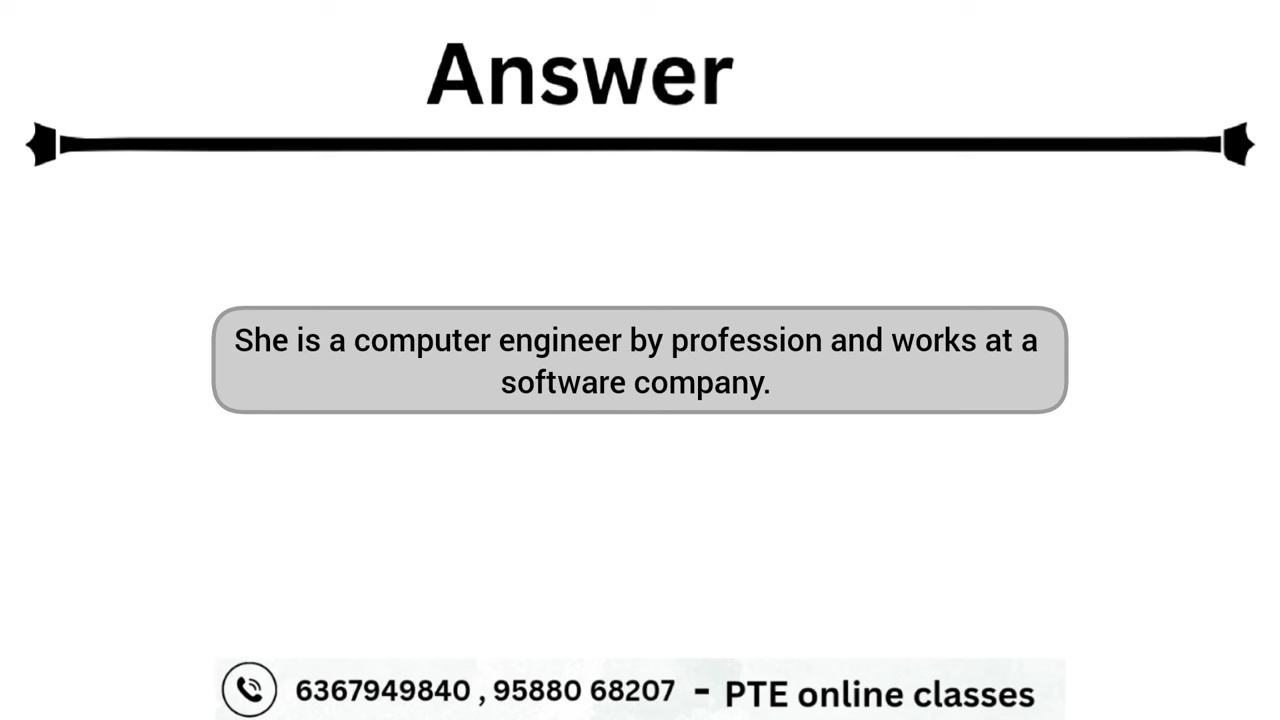 Answer
She is a computer engineer by profession and works at a
software company.
6367949840 , 95880 68207 - PTE online classes